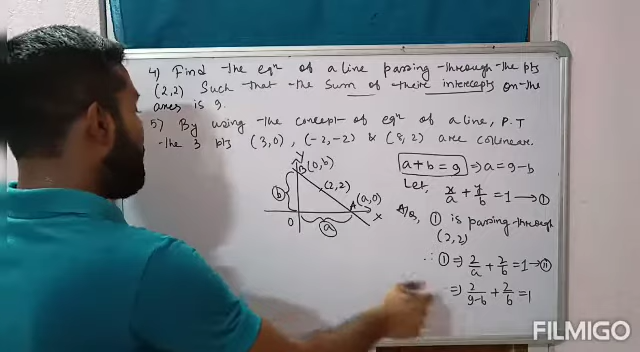 4) Find the eqn of a line passing through the pts
(2,2) Such that the Sum of their intercepts on the
axes is 9.
5) By using the concept of eqn of a line, P.T
the 3 pts (3,0), (-2,-2) & (8,2) are collinear.
Y
B(0,b)
(2,2)
b
A (a,0)
X
O
a
a+b=9 ⇒ a=9-b
Let, x/a + y/b = 1 → ①
A/Q, ① is passing through
(2,2)
∴ ① ⇒ 2/a + 2/b = 1 → ②
⇒ 2/9-b + 2/b = 1
FILMIGO